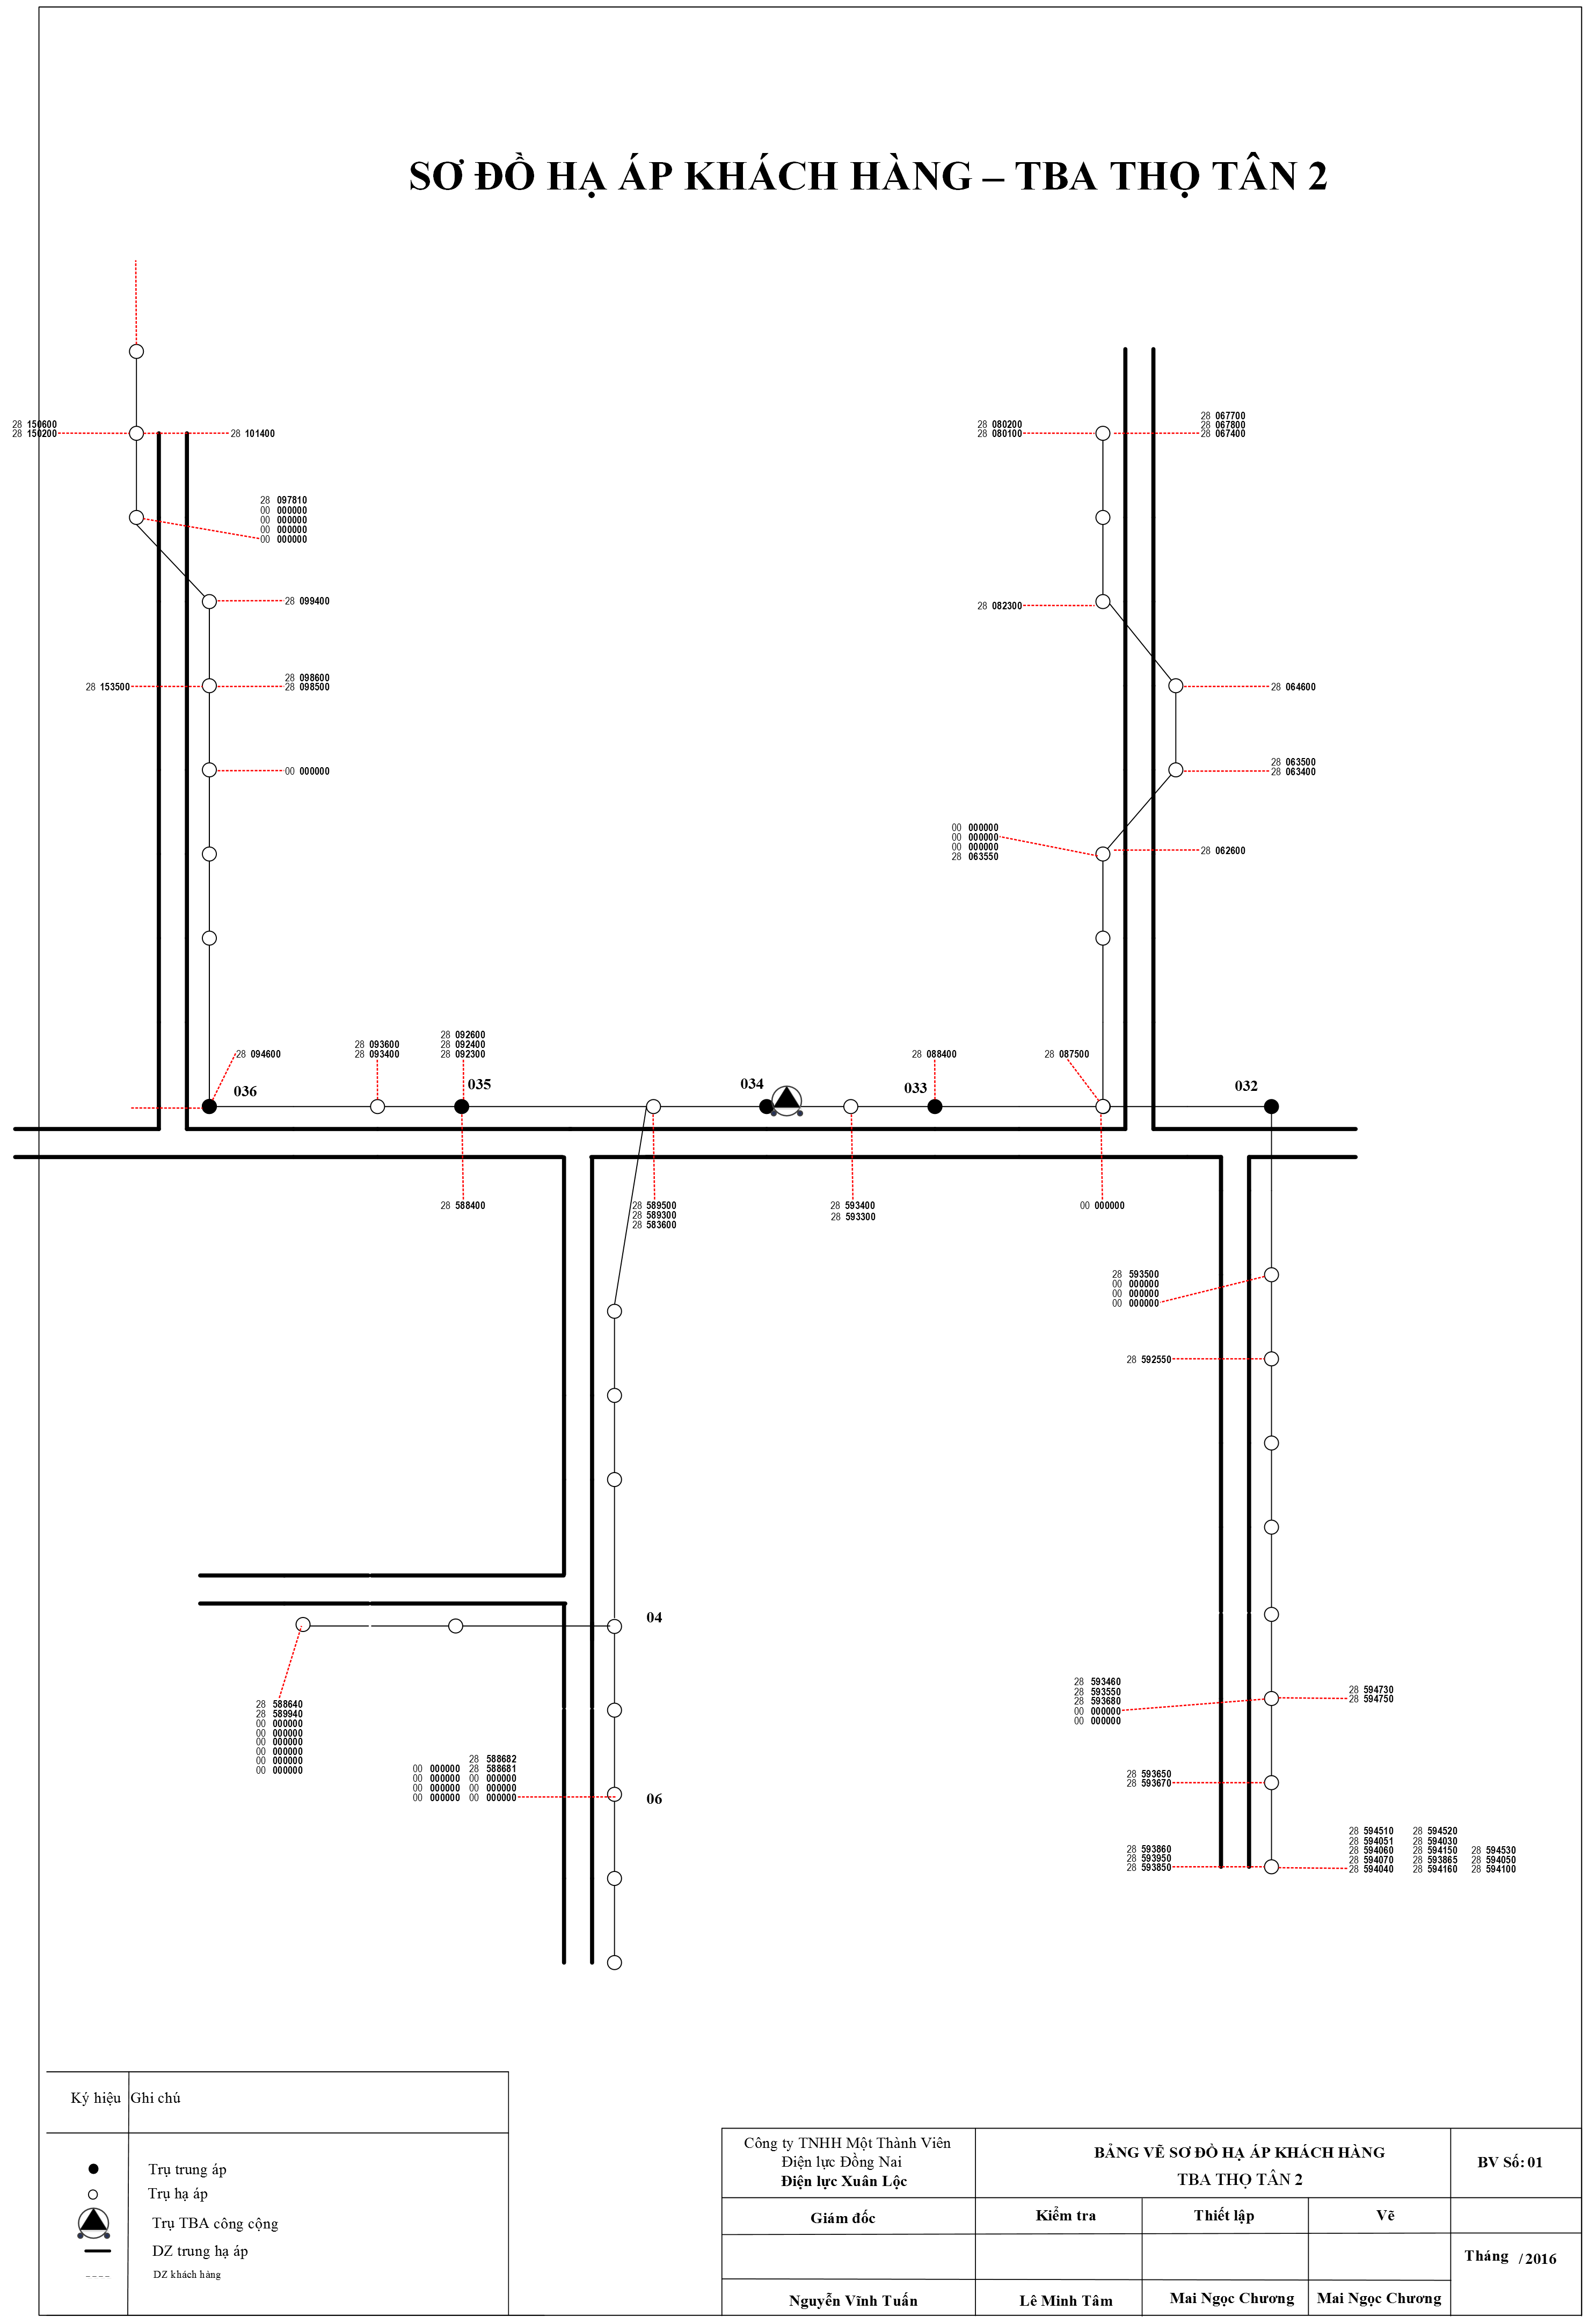 SƠ ĐỒ HẠ ÁP KHÁCH HÀNG – TBA THỌ TÂN 2
28 150600
28 150200
28 101400
28 080200
28 080100
28 067700
28 067800
28 067400
28 097810
00 000000
00 000000
00 000000
00 000000
28 099400
28 082300
28 153500
28 098600
28 098500
28 064600
00 000000
28 063500
28 063400
00 000000
00 000000
00 000000
28 063550
28 062600
28 094600
28 093600
28 093400
28 092600
28 092400
28 092300
28 088400
28 087500
036
035
034
033
032
28 588400
28 589500
28 589300
28 583600
28 593400
28 593300
00 000000
28 593500
00 000000
00 000000
00 000000
28 592550
04
28 588640
28 589940
00 000000
00 000000
00 000000
00 000000
00 000000
00 000000
28 593460
28 593550
28 593680
00 000000
00 000000
28 594730
28 594750
28 588682
00 000000 28 588681
00 000000 00 000000
00 000000 00 000000
00 000000 00 000000
06
28 593650
28 593670
28 593860
28 593950
28 593850
28 594510 28 594520
28 594051 28 594030
28 594060 28 594150 28 594530
28 594070 28 593865 28 594050
28 594040 28 594160 28 594100
Ký hiệu Ghi chú
Trụ trung áp
Trụ hạ áp
Trụ TBA công cộng
DZ trung hạ áp
DZ khách hàng
Công ty TNHH Một Thành Viên
Điện lực Đồng Nai
Điện lực Xuân Lộc
BẢNG VẼ SƠ ĐỒ HẠ ÁP KHÁCH HÀNG
TBA THỌ TÂN 2
BV Số: 01
Giám đốc
Kiểm tra
Thiết lập
Vẽ
Tháng / 2016
Nguyễn Vĩnh Tuấn
Lê Minh Tâm
Mai Ngọc Chương
Mai Ngọc Chương